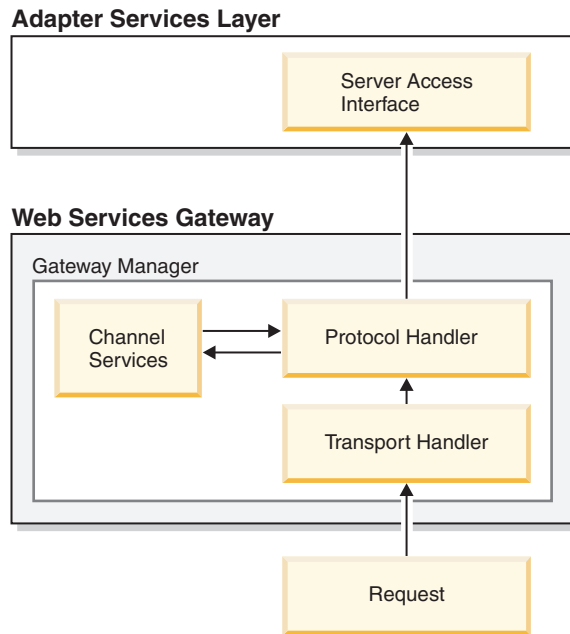 Adapter Services Layer
Server Access
Interface
Web Services Gateway
Gateway Manager
Channel
Services
Protocol Handler
Transport Handler
Request